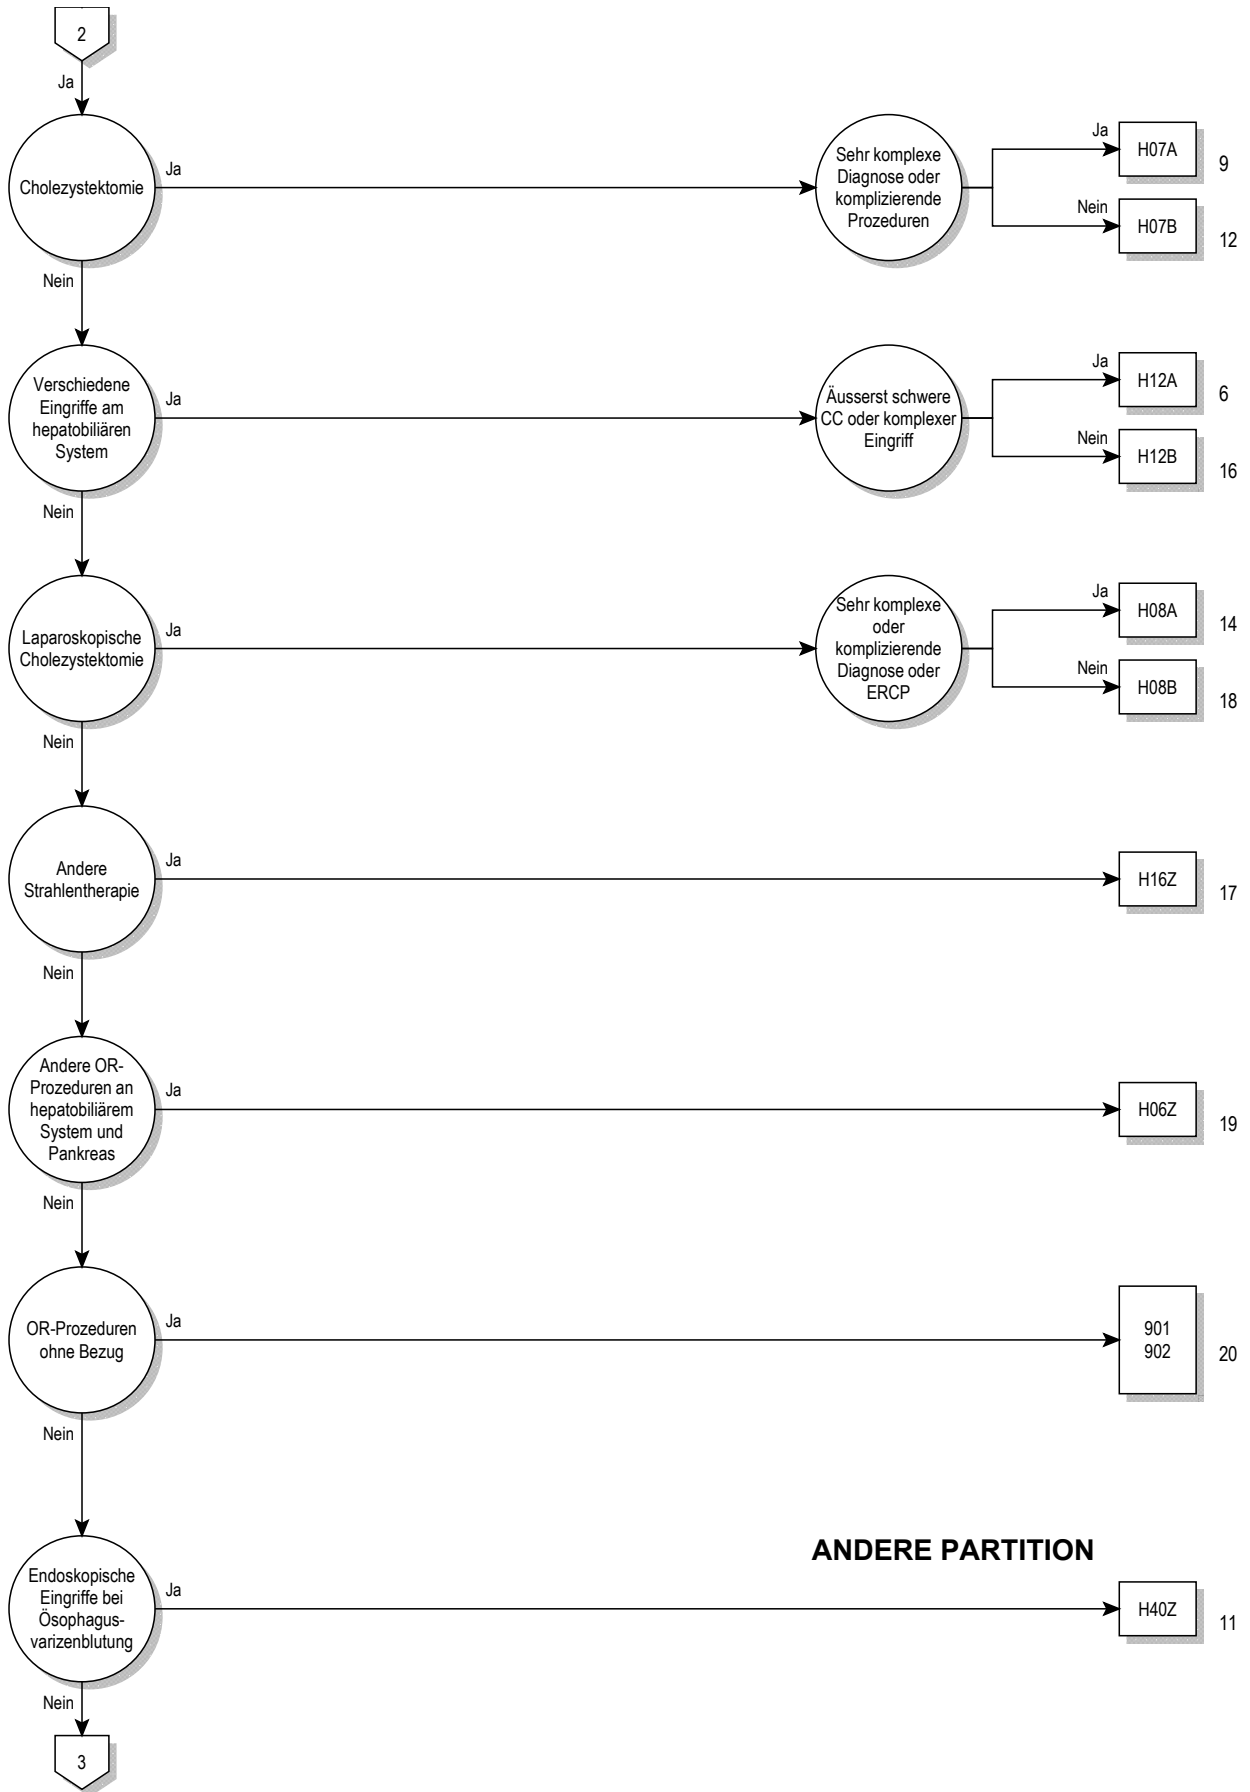 2
Ja
Cholezystektomie
Ja
Sehr komplexe
Diagnose oder
komplizierende
Prozeduren
Ja
H07A
9
Nein
H07B
12
Nein
Verschiedene
Eingriffe am
hepatobiliären
System
Ja
Äusserst schwere
CC oder komplexer
Eingriff
Ja
H12A
6
Nein
H12B
16
Nein
Laparoskopische
Cholezystektomie
Ja
Sehr komplexe
oder
komplizierende
Diagnose oder
ERCP
Ja
H08A
14
Nein
H08B
18
Nein
Andere
Strahlentherapie
Ja
H16Z
17
Nein
Andere OR-
Prozeduren an
hepatobiliärem
System und
Pankreas
Ja
H06Z
19
Nein
OR-Prozeduren
ohne Bezug
Ja
901
902
20
Nein
ANDERE PARTITION
Endoskopische
Eingriffe bei
Ösophagus-
varizenblutung
Ja
H40Z
11
Nein
3